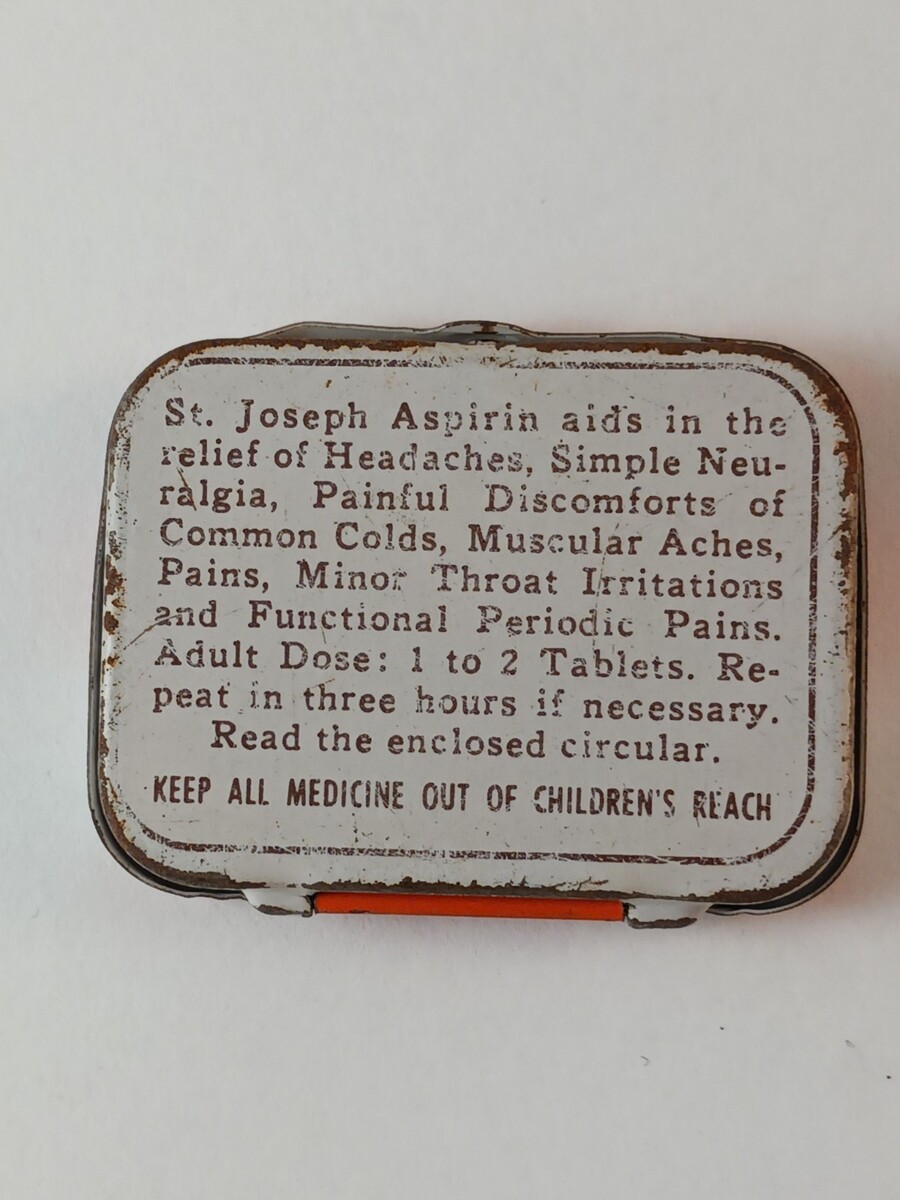 St. Joseph Aspirin aids in the
relief of Headaches, Simple Neu-
ralgia, Painful Discomforts of
Common Colds, Muscular Aches,
Pains, Minor Throat Irritations
and Functional Periodic Pains.
Adult Dose: 1 to 2 Tablets. Re-
peat in three hours if necessary.
Read the enclosed circular.
KEEP ALL MEDICINE OUT OF CHILDREN'S REACH